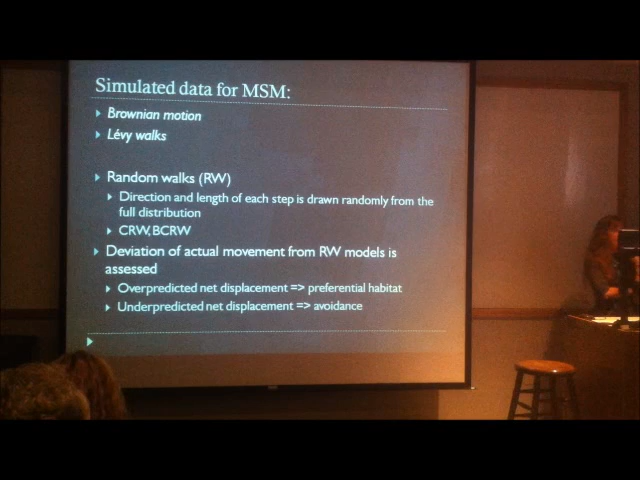 Simulated data for MSM:
Brownian motion
Lévy walks
Random walks (RW)
Direction and length of each step is drawn randomly from the
full distribution
CRW, BCRW
Deviation of actual movement from RW models is
assessed
Overpredicted net displacement => preferential habitat
Underpredicted net displacement => avoidance